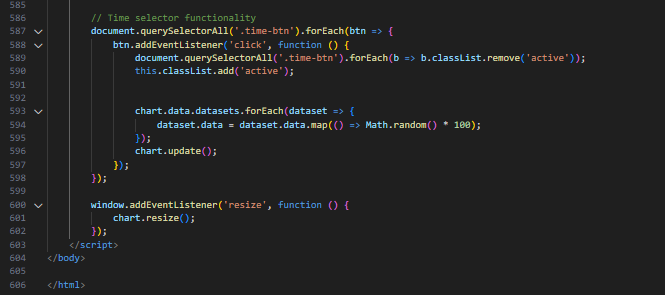 585
586 // Time selector functionality
587 document.querySelectorAll('.time-btn').forEach(btn => {
588 btn.addEventListener('click', function () {
589 document.querySelectorAll('.time-btn').forEach(b => b.classList.remove('active'));
590 this.classList.add('active');
591
592
593 chart.data.datasets.forEach(dataset => {
594 dataset.data = dataset.data.map(() => Math.random() * 100);
595 });
596 chart.update();
597 });
598 });
599
600 window.addEventListener('resize', function () {
601 chart.resize();
602 });
603 </script>
604 </body>
605
606 </html>